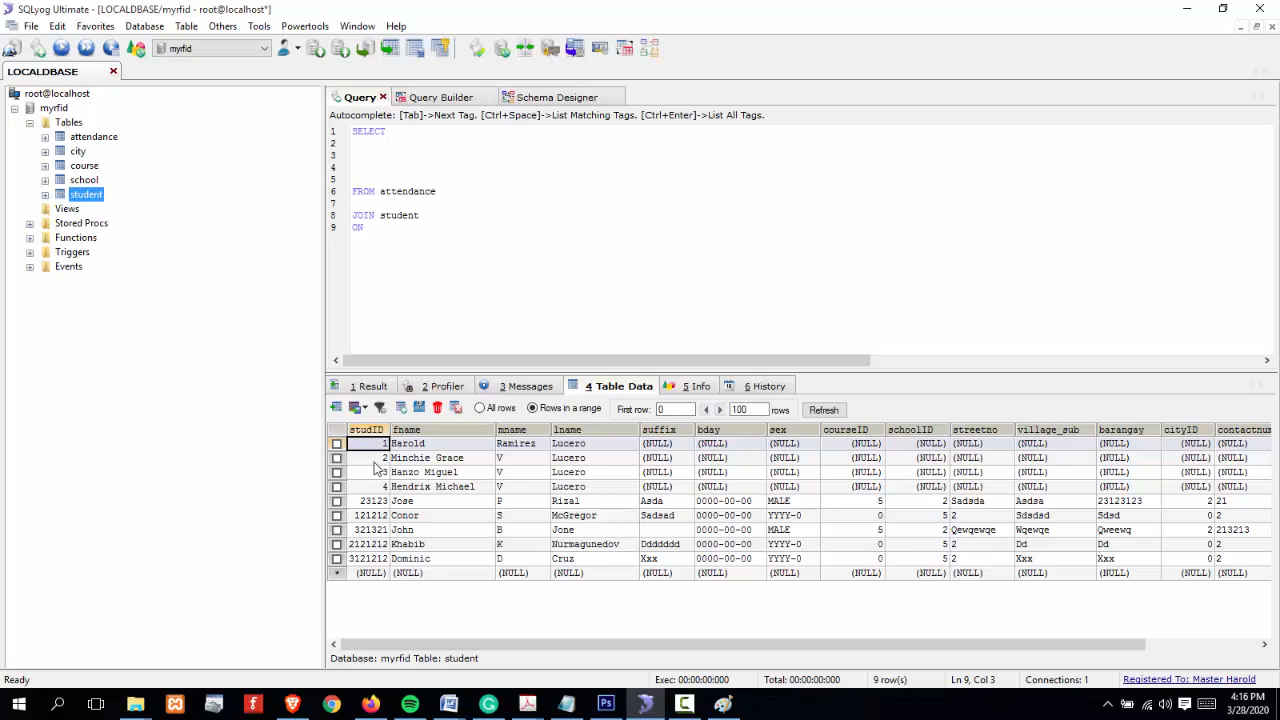 SQLyog Ultimate - [LOCALDBASE/myrfid - root@localhost*]
File Edit Favorites Database Table Others Tools Powertools Window Help
myrfid
LOCALDBASE
root@localhost
myrfid
Tables
attendance
city
course
school
student
Views
Stored Procs
Functions
Triggers
Events
Query Query Builder Schema Designer
Autocomplete: [Tab]->Next Tag. [Ctrl+Space]->List Matching Tags. [Ctrl+Enter]->List All Tags.
1 SELECT
2
3
4
5
6 FROM attendance
7
8 JOIN student
9 ON
1 Result 2 Profiler 3 Messages 4 Table Data 5 Info 6 History
All rows Rows in a range First row: 0 100 rows Refresh
studID fname mname lname suffix bday sex courseID schoolID streetno village_sub barangay cityID contactnum
1 Harold Ramirez Lucero (NULL) (NULL) (NULL) (NULL) (NULL) (NULL) (NULL) (NULL) (NULL) (NULL)
2 Minchie Grace V Lucero (NULL) (NULL) (NULL) (NULL) (NULL) (NULL) (NULL) (NULL) (NULL) (NULL)
3 Hanzo Miguel V Lucero (NULL) (NULL) (NULL) (NULL) (NULL) (NULL) (NULL) (NULL) (NULL) (NULL)
4 Hendrix Michael V Lucero (NULL) (NULL) (NULL) (NULL) (NULL) (NULL) (NULL) (NULL) (NULL) (NULL)
23123 Jose P Rizal Asda 0000-00-00 MALE 5 2 Sadsda Asdsa 23123123 2 21
121212 Conor S McGregor Sadsad 0000-00-00 YYYY-0 0 5 2 Sdsdsd Sdsd 0 2
321321 John B Jone Reerewr 0000-00-00 MALE 5 2 Qewqewqe Wqewqe Qweewq 2 213213
2121212 Khabib K Nurmagunedov Dddddd 0000-00-00 YYYY-0 0 5 2 Dd Dd 0 2
3121212 Dominic D Cruz Xxx 0000-00-00 YYYY-0 0 5 2 Xxx Xxx 0 2
(NULL) (NULL) (NULL) (NULL) (NULL) (NULL) (NULL) (NULL) (NULL) (NULL) (NULL) (NULL) (NULL) (NULL)
Database: myrfid Table: student
Ready Exec: 00:00:00:000 Total: 00:00:00:000 9 row(s) Ln 9, Col 3 Connections: 1 Registered To: Master Harold
4:16 PM
3/28/2020